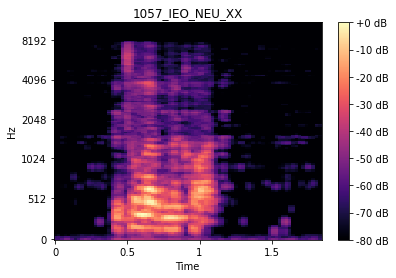 1057_IEO_NEU_XX
8192
4096
2048
1024
512
0
Hz
0
0.5
1
1.5
Time
+0 dB
-10 dB
-20 dB
-30 dB
-40 dB
-50 dB
-60 dB
-70 dB
-80 dB